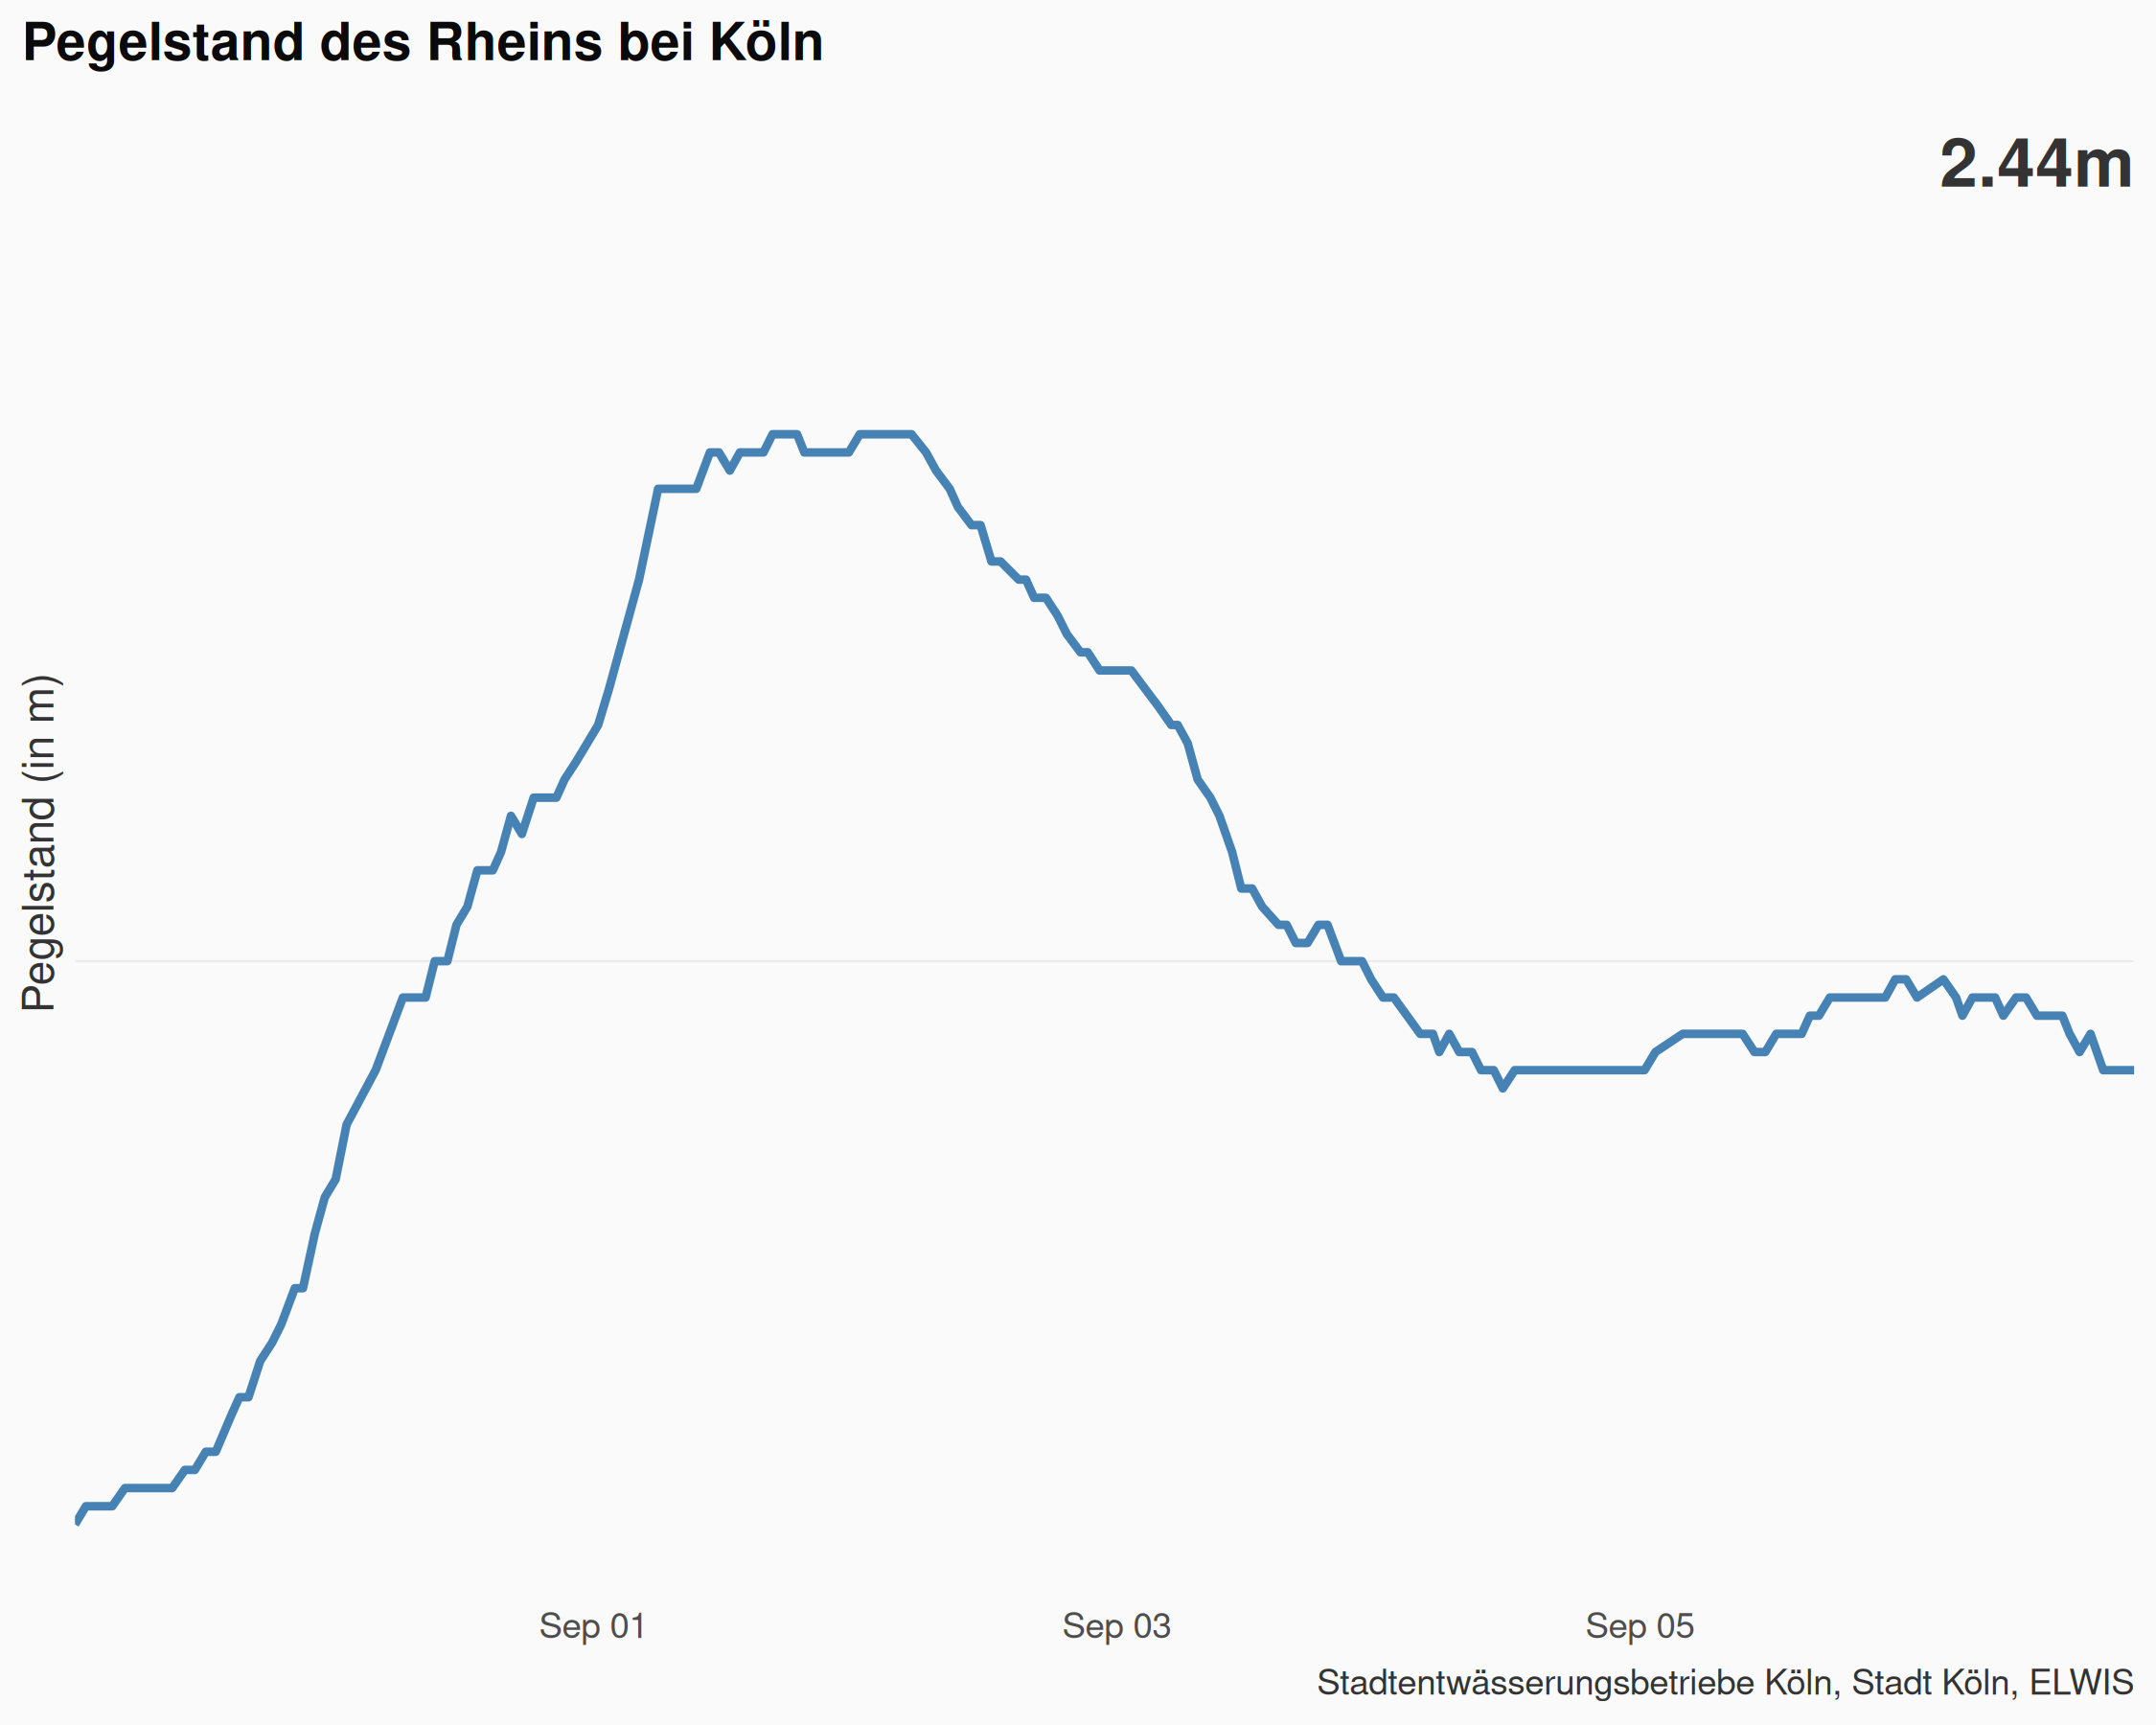 Pegelstand des Rheins bei Köln
2.44m
Pegelstand (in m)
Sep 01
Sep 03
Sep 05
Stadtentwässerungsbetriebe Köln, Stadt Köln, ELWIS